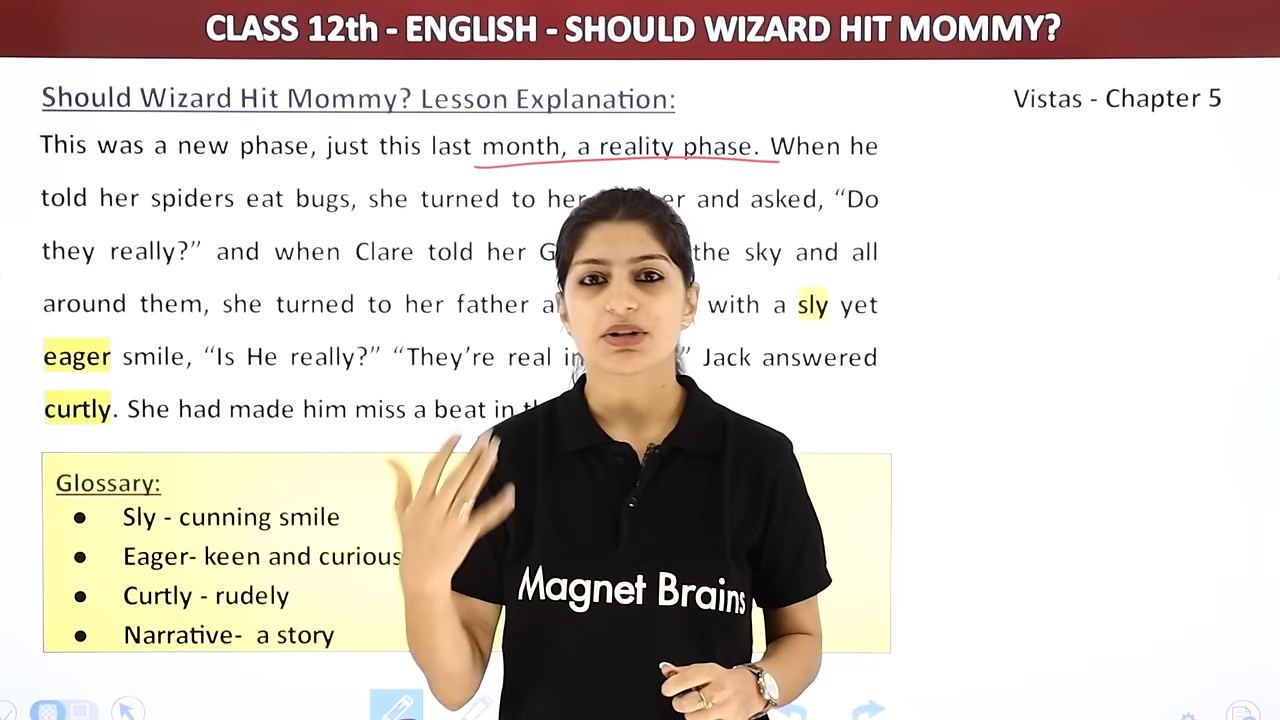 CLASS 12th - ENGLISH - SHOULD WIZARD HIT MOMMY?
Should Wizard Hit Mommy? Lesson Explanation:
Vistas - Chapter 5
This was a new phase, just this last month, a reality phase. When he
told her spiders eat bugs, she turned to her and asked, “Do
they really?” and when Clare told her the sky and all
around them, she turned to her father with a sly yet
eager smile, “Is He really?” “They’re real Jack answered
curtly. She had made him miss a beat in
Glossary:
● Sly - cunning smile
● Eager- keen and curious
● Curtly - rudely
● Narrative- a story
Magnet Brains